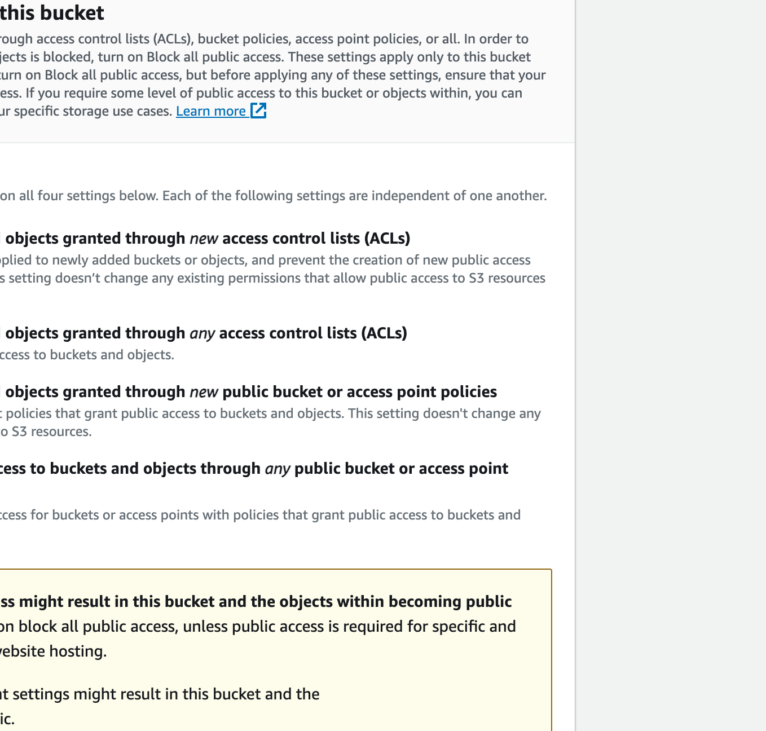 this bucket
rough access control lists (ACLs), bucket policies, access point policies, or all. In order to
jects is blocked, turn on Block all public access. These settings apply only to this bucket
turn on Block all public access, but before applying any of these settings, ensure that your
ess. If you require some level of public access to this bucket or objects within, you can
ur specific storage use cases. Learn more
on all four settings below. Each of the following settings are independent of one another.
objects granted through new access control lists (ACLs)
pplied to newly added buckets or objects, and prevent the creation of new public access
s setting doesn't change any existing permissions that allow public access to S3 resources
objects granted through any access control lists (ACLs)
ccess to buckets and objects.
objects granted through new public bucket or access point policies
t policies that grant public access to buckets and objects. This setting doesn't change any
to S3 resources.
cess to buckets and objects through any public bucket or access point
ccess for buckets or access points with policies that grant public access to buckets and
ss might result in this bucket and the objects within becoming public
on block all public access, unless public access is required for specific and
website hosting.
nt settings might result in this bucket and the
ic.